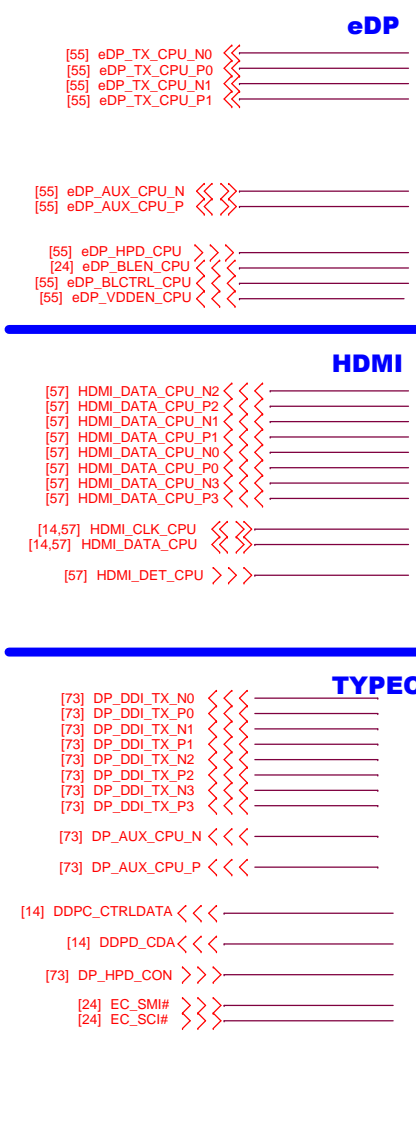 eDP
[55] eDP_TX_CPU_N0
[55] eDP_TX_CPU_P0
[55] eDP_TX_CPU_N1
[55] eDP_TX_CPU_P1
[55] eDP_AUX_CPU_N
[55] eDP_AUX_CPU_P
[55] eDP_HPD_CPU
[24] eDP_BLEN_CPU
[55] eDP_BLCTRL_CPU
[55] eDP_VDDEN_CPU
HDMI
[57] HDMI_DATA_CPU_N2
[57] HDMI_DATA_CPU_P2
[57] HDMI_DATA_CPU_N1
[57] HDMI_DATA_CPU_P1
[57] HDMI_DATA_CPU_N0
[57] HDMI_DATA_CPU_P0
[57] HDMI_DATA_CPU_N3
[57] HDMI_DATA_CPU_P3
[14,57] HDMI_CLK_CPU
[14,57] HDMI_DATA_CPU
[57] HDMI_DET_CPU
TYPEC
[73] DP_DDI_TX_N0
[73] DP_DDI_TX_P0
[73] DP_DDI_TX_N1
[73] DP_DDI_TX_P1
[73] DP_DDI_TX_N2
[73] DP_DDI_TX_P2
[73] DP_DDI_TX_N3
[73] DP_DDI_TX_P3
[73] DP_AUX_CPU_N
[73] DP_AUX_CPU_P
[14] DDPC_CTRLDATA
[14] DDPD_CDA
[73] DP_HPD_CON
[24] EC_SMI#
[24] EC_SCI#